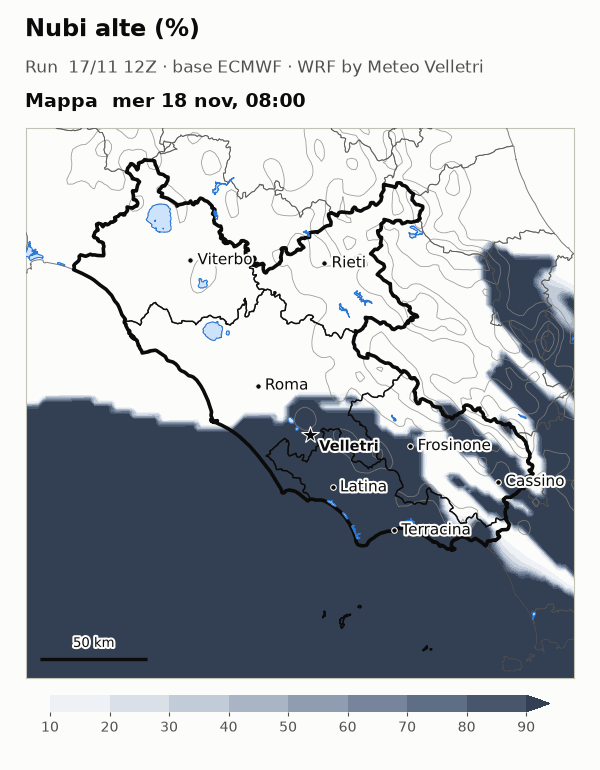 Nubi alte (%)
Run  17/11 12Z · base ECMWF · WRF by Meteo Velletri
Mappa  mer 18 nov, 08:00
Viterbo
Rieti
Roma
Velletri
Frosinone
Latina
Cassino
Terracina
50 km
10 20 30 40 50 60 70 80 90